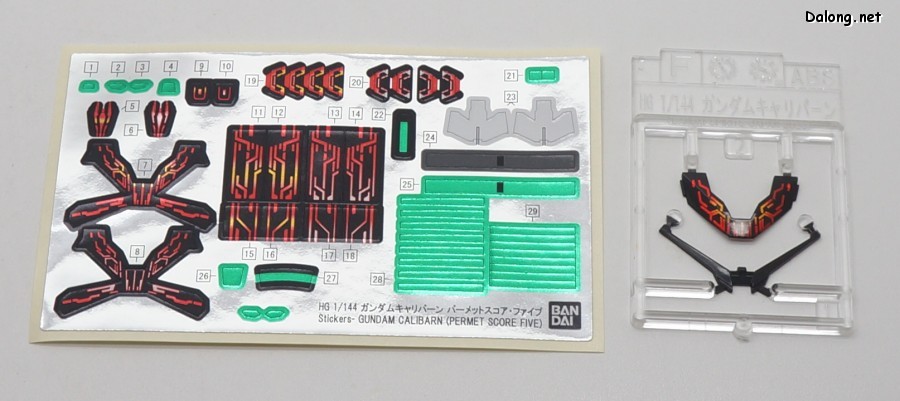 Dalong.net
1 2 3 4 9 10 19 20 21
5 11 12 13 14 22 23
6
24
7
25
29
8
15 16 17 18
26 27 28
HG 1/144 ガンダムキャリバーン パーメットスコア・ファイブ
Stickers- GUNDAM CALIBARN (PERMET SCORE FIVE)
BAN
DAI
F ABS
HG 1/144 ガンダムキャリバーン
2